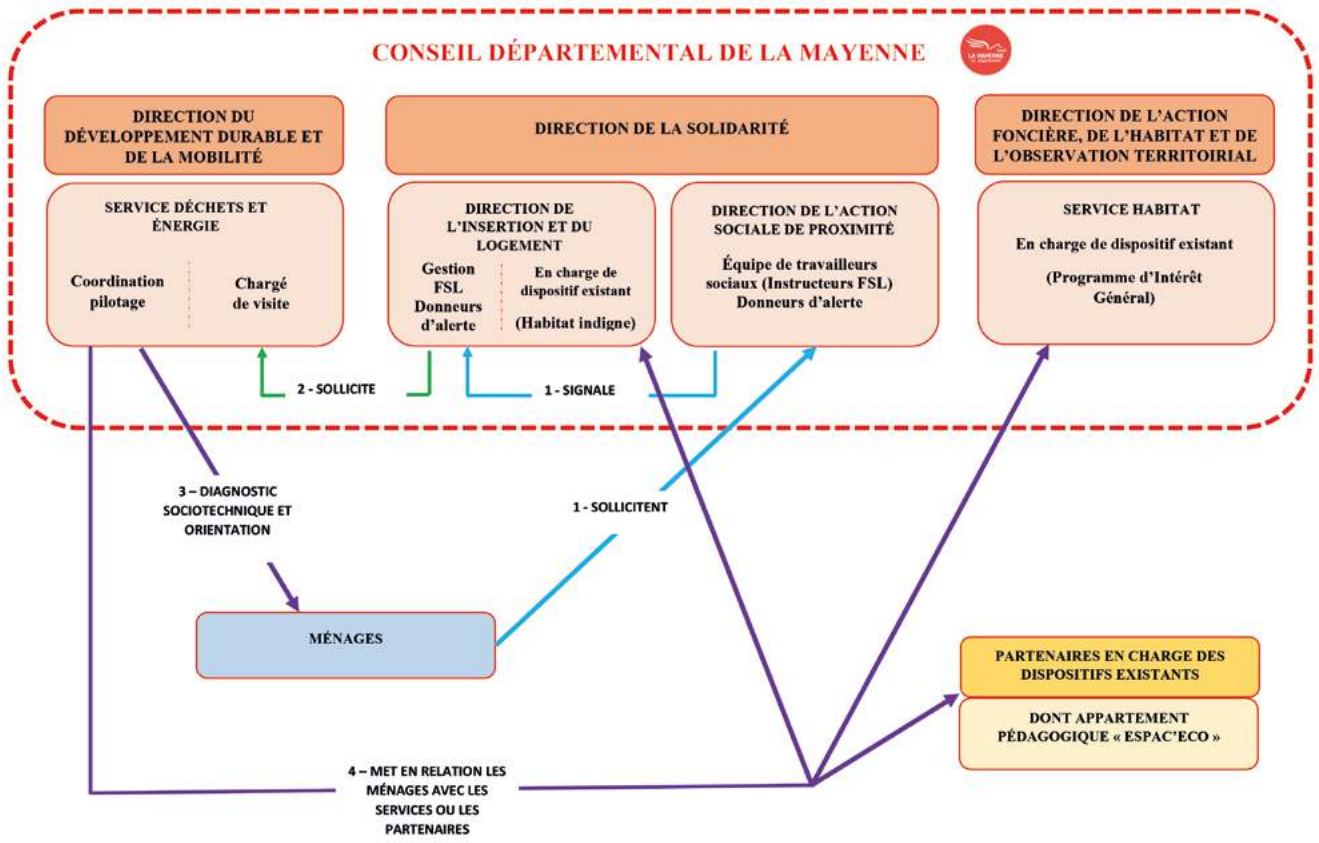 CONSEIL DÉPARTEMENTAL DE LA MAYENNE
LA MAYENNE
DIRECTION DU
DÉVELOPPEMENT DURABLE ET
DE LA MOBILITÉ
DIRECTION DE LA SOLIDARITÉ
DIRECTION DE L'ACTION
FONCIÈRE, DE L'HABITAT ET DE
L'OBSERVATION TERRITOIRIAL
SERVICE DÉCHETS ET
ÉNERGIE
Coordination
pilotage
Chargé
de visite
DIRECTION DE
L'INSERTION ET DU
LOGEMENT
Gestion
FSL
Donneurs
d'alerte
En charge de
dispositif existant
(Habitat indigne)
DIRECTION DE L'ACTION
SOCIALE DE PROXIMITÉ
Équipe de travailleurs
sociaux (Instructeurs FSL)
Donneurs d'alerte
SERVICE HABITAT
En charge de dispositif existant
(Programme d'Intérêt
Général)
2 - SOLLICITE
1 - SIGNALE
3 – DIAGNOSTIC
SOCIOTECHNIQUE ET
ORIENTATION
1 - SOLLICITENT
MÉNAGES
PARTENAIRES EN CHARGE DES
DISPOSITIFS EXISTANTS
DONT APPARTEMENT
PÉDAGOGIQUE « ESPAC'ECO »
4 – MET EN RELATION LES
MÉNAGES AVEC LES
SERVICES OU LES
PARTENAIRES